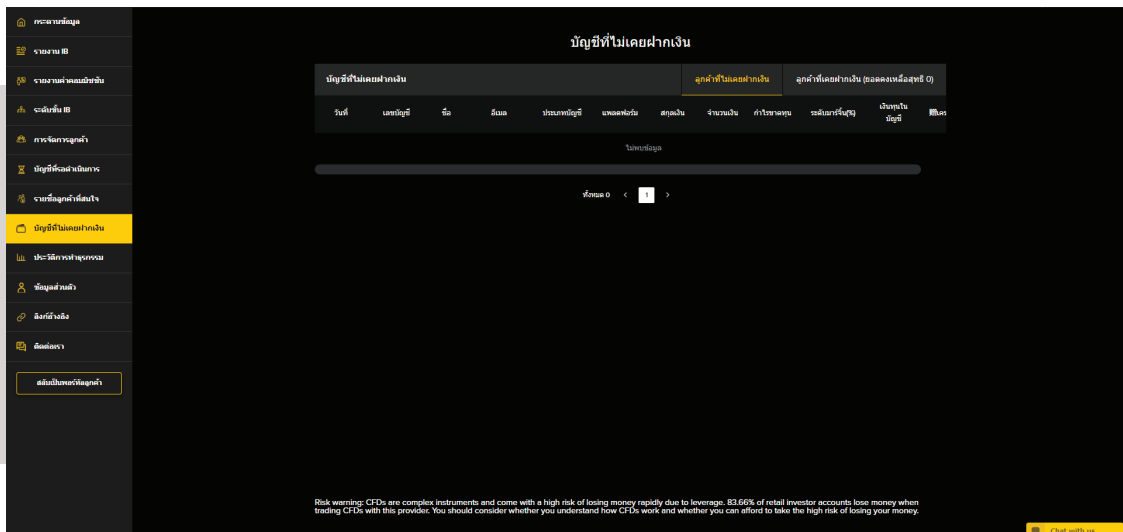 กระดานข้อมูล
รายงาน IB
รายงานค่าคอมมิชชั่น
ระดับชั้น IB
การจัดการลูกค้า
บัญชีที่รอดำเนินการ
รายชื่อลูกค้าที่สนใจ
บัญชีที่ไม่เคยฝากเงิน
ประวัติการทำธุรกรรม
ข้อมูลส่วนตัว
ลิงก์อ้างอิง
ติดต่อเรา
สลับเป็นพอร์ทัลลูกค้า
บัญชีที่ไม่เคยฝากเงิน
บัญชีที่ไม่เคยฝากเงิน
ลูกค้าที่ไม่เคยฝากเงิน
ลูกค้าที่เคยฝากเงิน (ยอดคงเหลือสุทธิ 0)
วันที่ เลขบัญชี ชื่อ อีเมล ประเภทบัญชี แพลตฟอร์ม สกุลเงิน จำนวนเงิน กำไรขาดทุน ระดับมาร์จิ้น(%) เงินทุนใน
บัญชี
ไม่พบข้อมูล
ทั้งหมด 0 < 1 >
Risk warning: CFDs are complex instruments and come with a high risk of losing money rapidly due to leverage. 83.66% of retail investor accounts lose money when
trading CFDs with this provider. You should consider whether you understand how CFDs work and whether you can afford to take the high risk of losing your money.
Chat with us